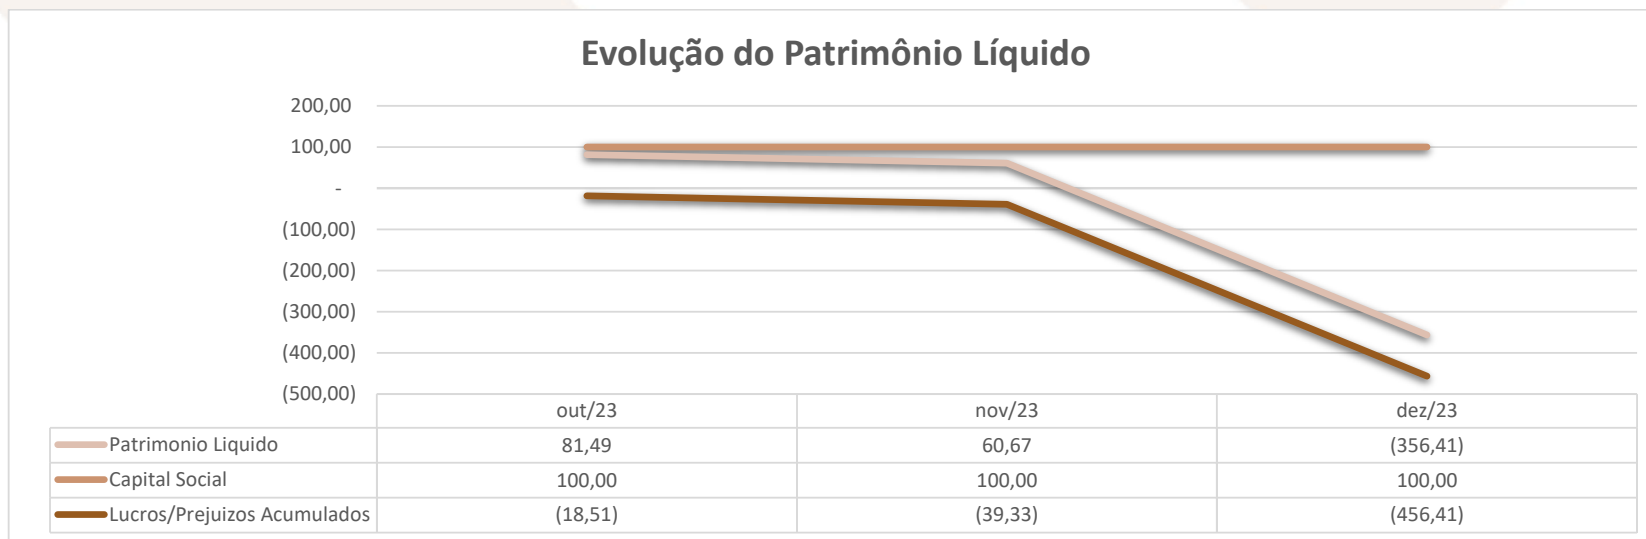 Evolução do Patrimônio Líquido
200,00
100,00
-
(100,00)
(200,00)
(300,00)
(400,00)
(500,00)
out/23 nov/23 dez/23
Patrimonio Liquido 81,49 60,67 (356,41)
Capital Social 100,00 100,00 100,00
Lucros/Prejuizos Acumulados (18,51) (39,33) (456,41)